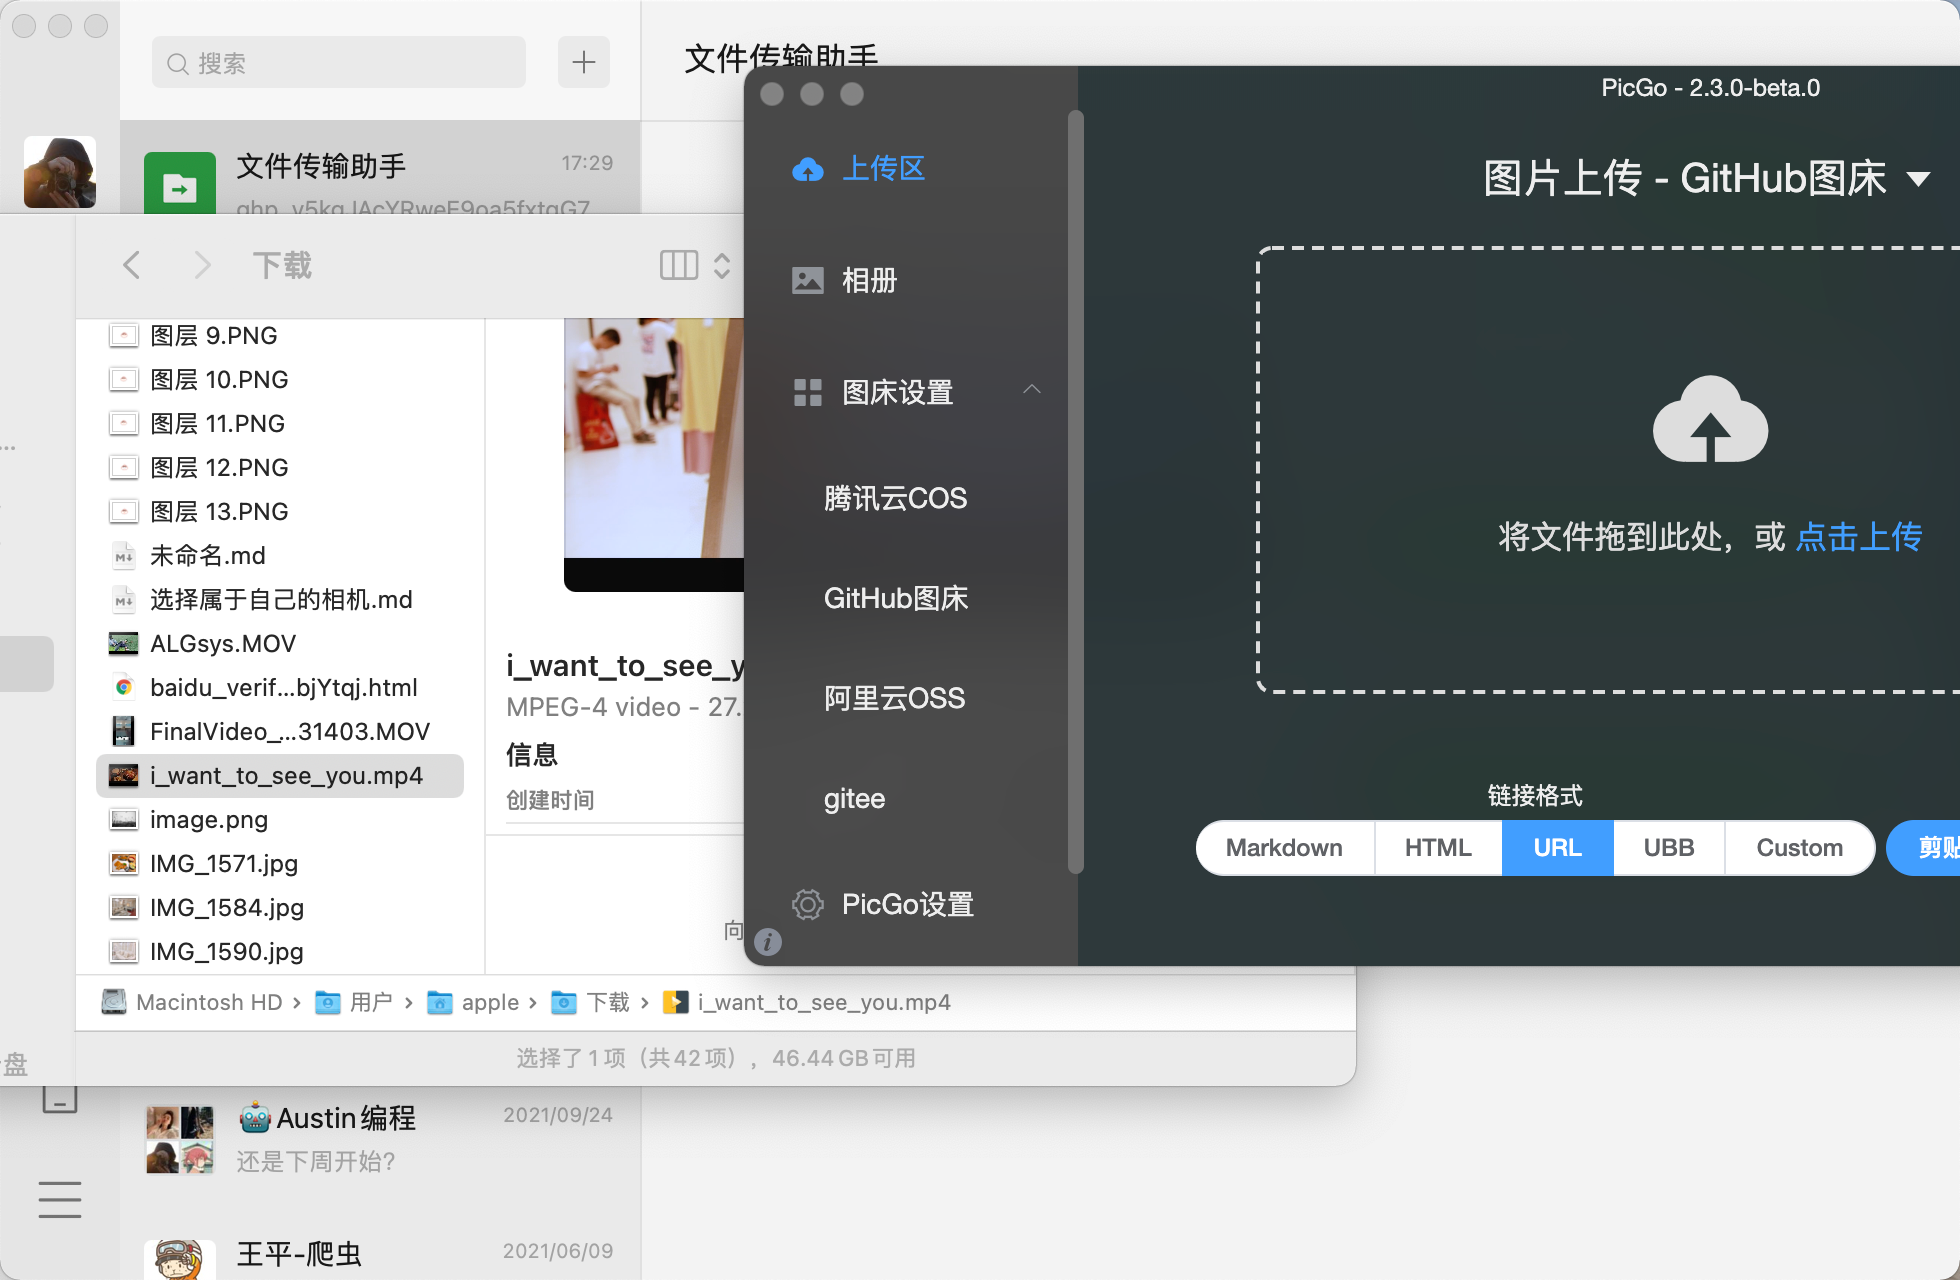 搜索
文件传输助手
文件传输助手
17:29
下载
图层 9.PNG
图层 10.PNG
图层 11.PNG
图层 12.PNG
图层 13.PNG
未命名.md
选择属于自己的相机.md
ALGsys.MOV
baidu_verif...bjYtqj.html
FinalVideo_...31403.MOV
i_want_to_see_you.mp4
image.png
IMG_1571.jpg
IMG_1584.jpg
IMG_1590.jpg
i_want_to_see_y
MPEG-4 video - 27.
信息
创建时间
向
Macintosh HD › 用户 › apple › 下载 › i_want_to_see_you.mp4
选择了 1 项（共 42 项），46.44 GB 可用
盘
Austin编程
2021/09/24
还是下周开始？
王平-爬虫
2021/06/09
上传区
相册
图床设置
腾讯云COS
GitHub图床
阿里云OSS
gitee
PicGo设置
PicGo - 2.3.0-beta.0
图片上传 - GitHub图床
将文件拖到此处，或 点击上传
链接格式
Markdown
HTML
URL
UBB
Custom
剪贴